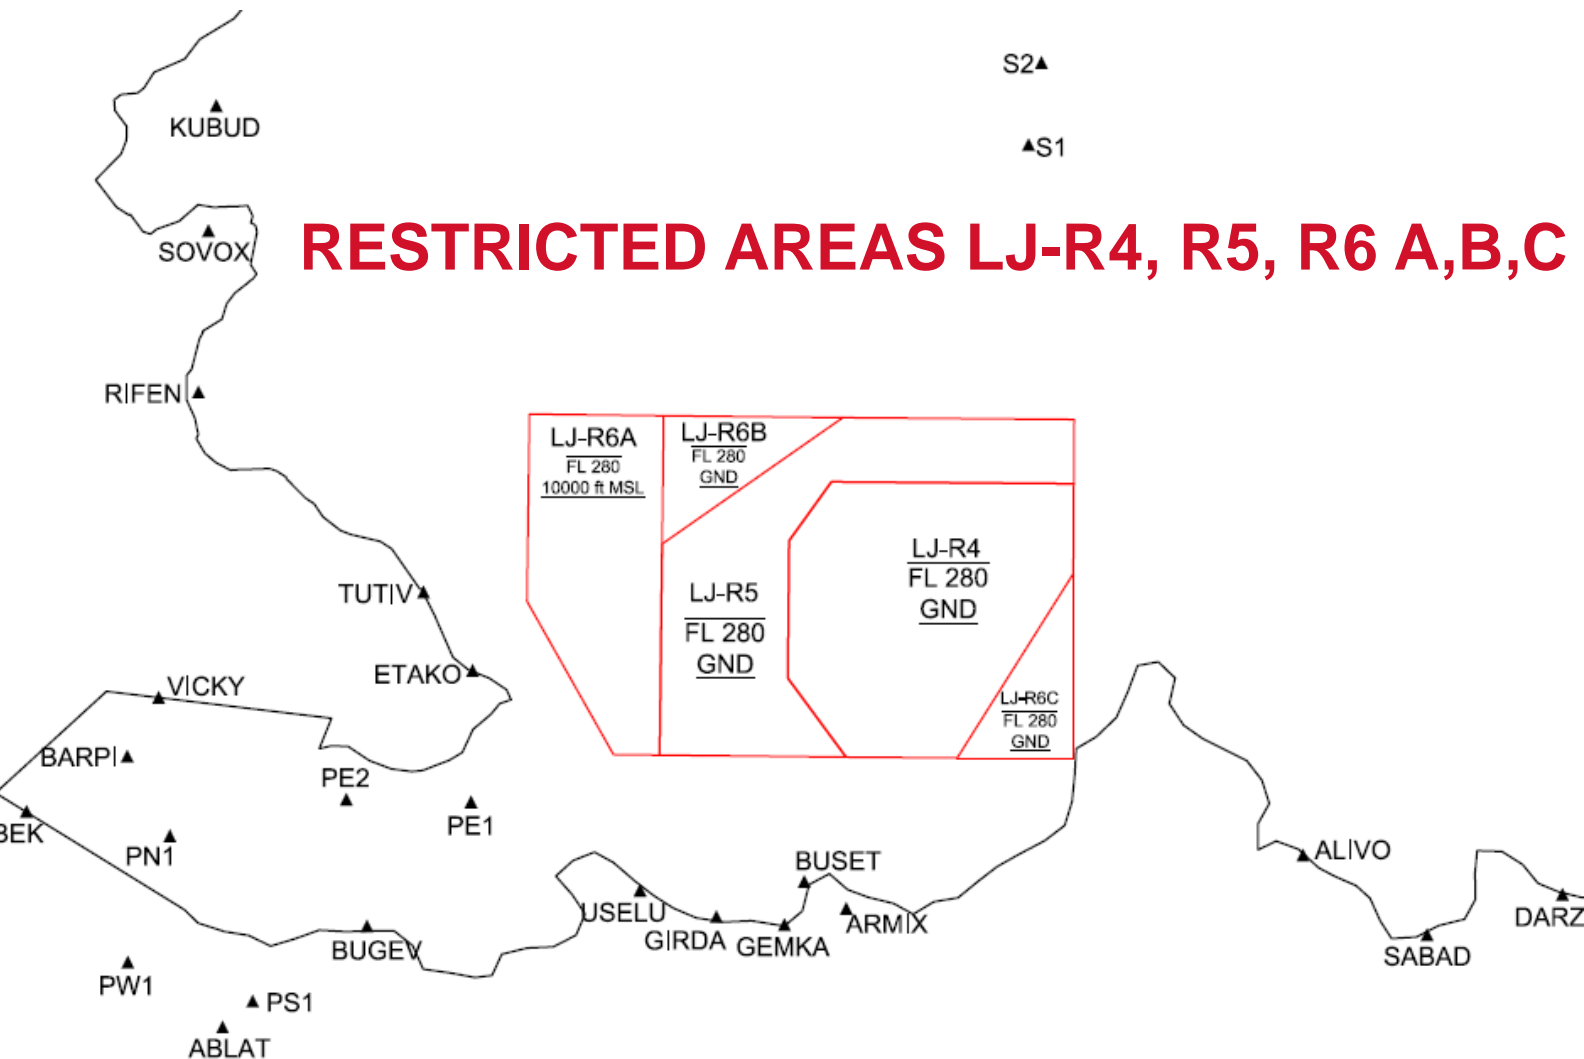 S2
KUBUD
S1
RESTRICTED AREAS LJ-R4, R5, R6 A,B,C
SOVOX
RIFEN
LJ-R6A
FL 280
10000 ft MSL
LJ-R6B
FL 280
GND
LJ-R4
FL 280
GND
LJ-R5
FL 280
GND
TUTIV
ETAKO
VICKY
LJ-R6C
FL 280
GND
BARPI
PE2
PE1
BEK
PN1
ALIVO
BUSET
USELU
GIRDA
GEMKA
ARMIX
DARZ
BUGEV
SABAD
PW1
PS1
ABLAT